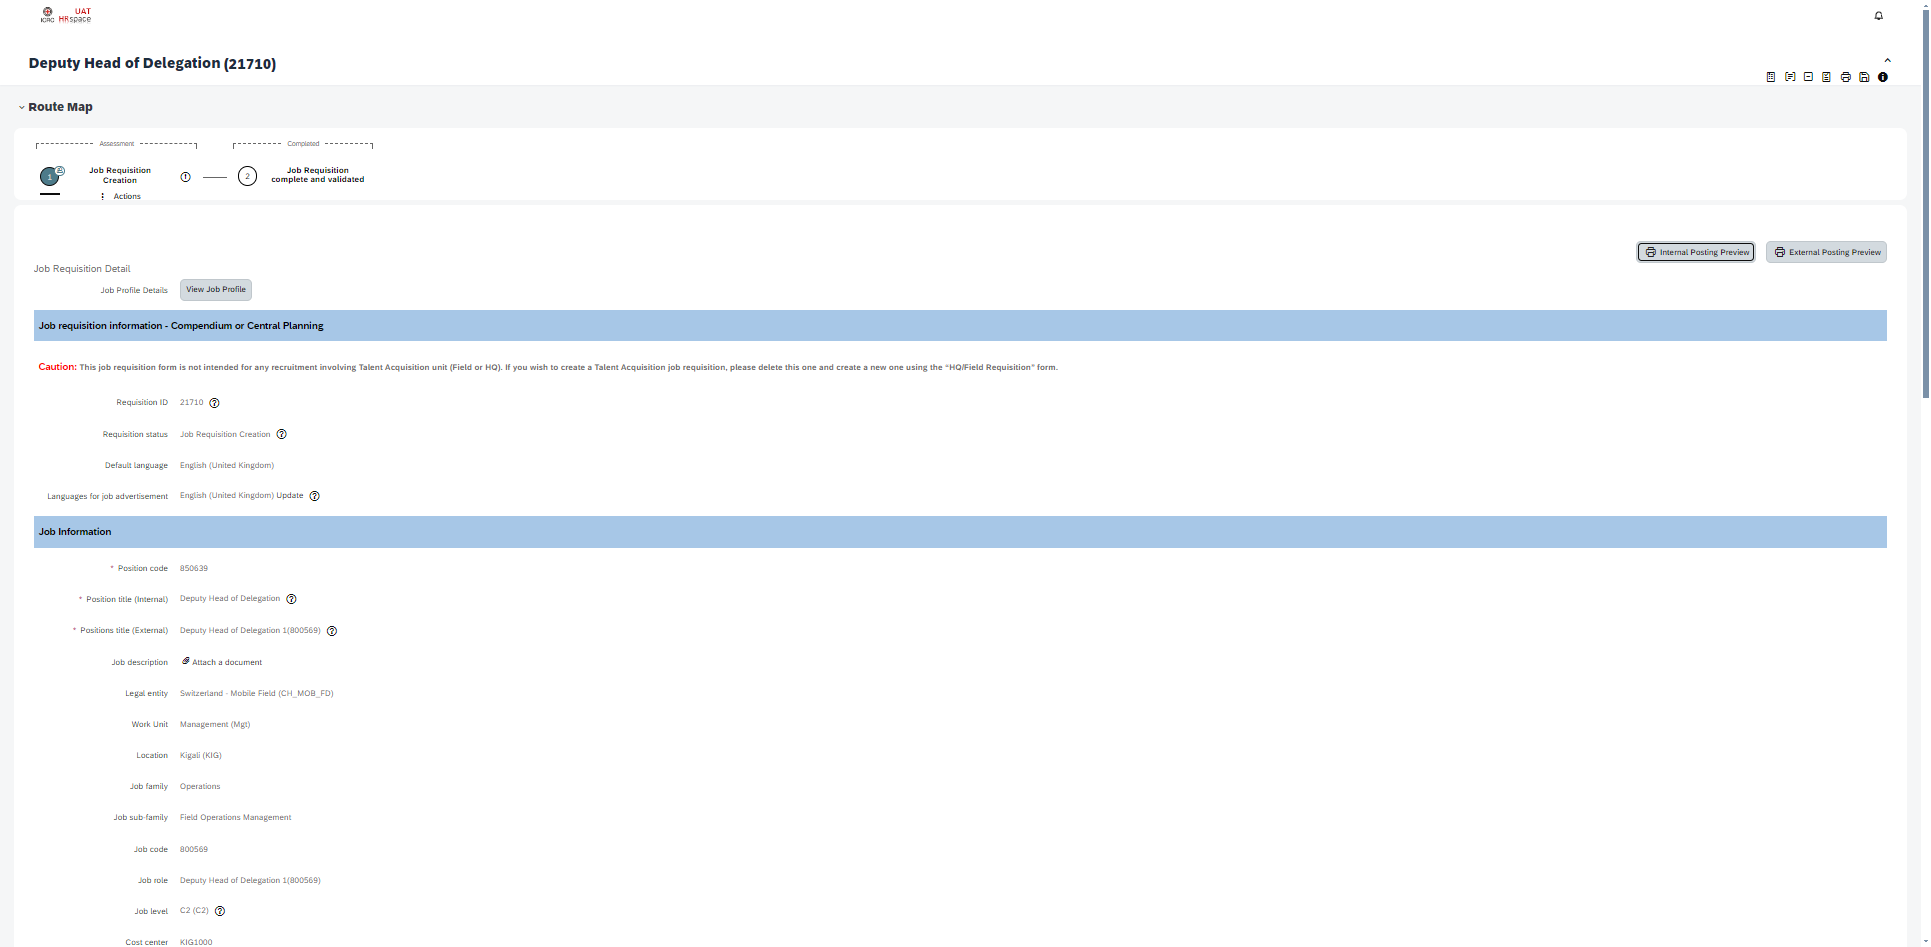 UAT
ICRC HRspace
Deputy Head of Delegation (21710)
Route Map
Assessment
Completed
1
Job Requisition
Creation
2
Job Requisition
complete and validated
Actions
Internal Posting Preview
External Posting Preview
Job Requisition Detail
Job Profile Details View Job Profile
Job requisition information - Compendium or Central Planning
Caution: This job requisition form is not intended for any recruitment involving Talent Acquisition unit (Field or HQ). If you wish to create a Talent Acquisition job requisition, please delete this one and create a new one using the "HQ/Field Requisition" form.
Requisition ID 21710 ?
Requisition status Job Requisition Creation ?
Default language English (United Kingdom)
Languages for job advertisement English (United Kingdom) Update ?
Job Information
* Position code 850639
* Position title (Internal) Deputy Head of Delegation ?
* Positions title (External) Deputy Head of Delegation 1(800569) ?
Job description Attach a document
Legal entity Switzerland - Mobile Field (CH_MOB_FD)
Work Unit Management (Mgt)
Location Kigali (KIG)
Job family Operations
Job sub-family Field Operations Management
Job code 800569
Job role Deputy Head of Delegation 1(800569)
Job level C2 (C2) ?
Cost center KIG1000